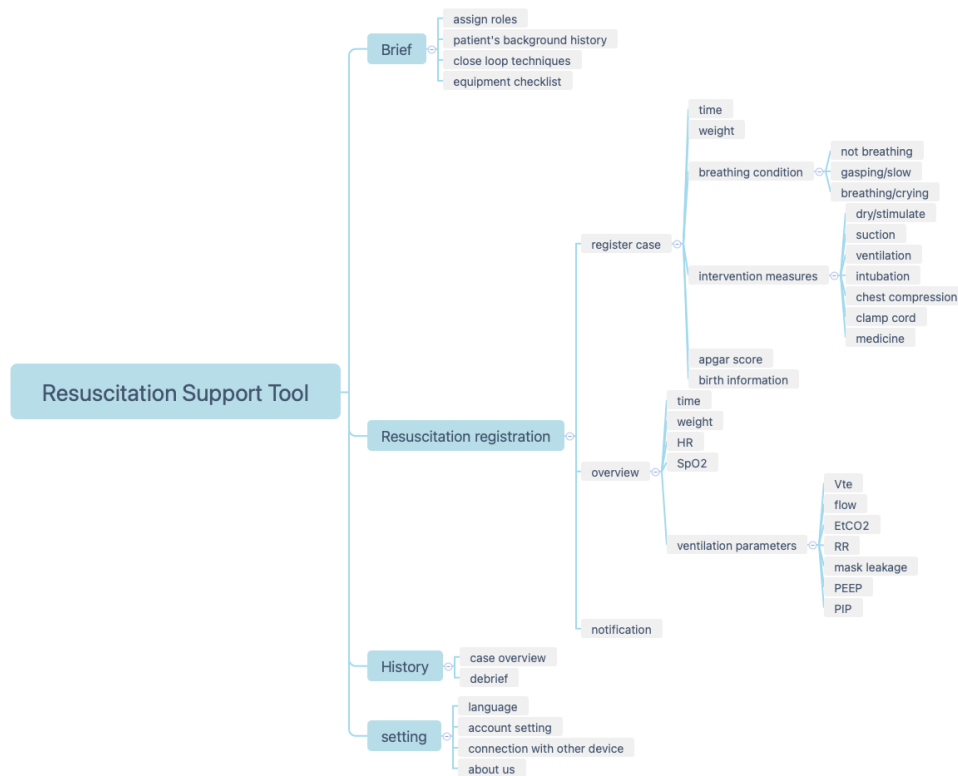 Resuscitation Support Tool
Brief
assign roles
patient's background history
close loop techniques
equipment checklist
Resuscitation registration
register case
time
weight
breathing condition
not breathing
gasping/slow
breathing/crying
intervention measures
dry/stimulate
suction
ventilation
intubation
chest compression
clamp cord
medicine
apgar score
birth information
overview
time
weight
HR
SpO2
ventilation parameters
Vte
flow
EtCO2
RR
mask leakage
PEEP
PIP
notification
History
case overview
debrief
setting
language
account setting
connection with other device
about us